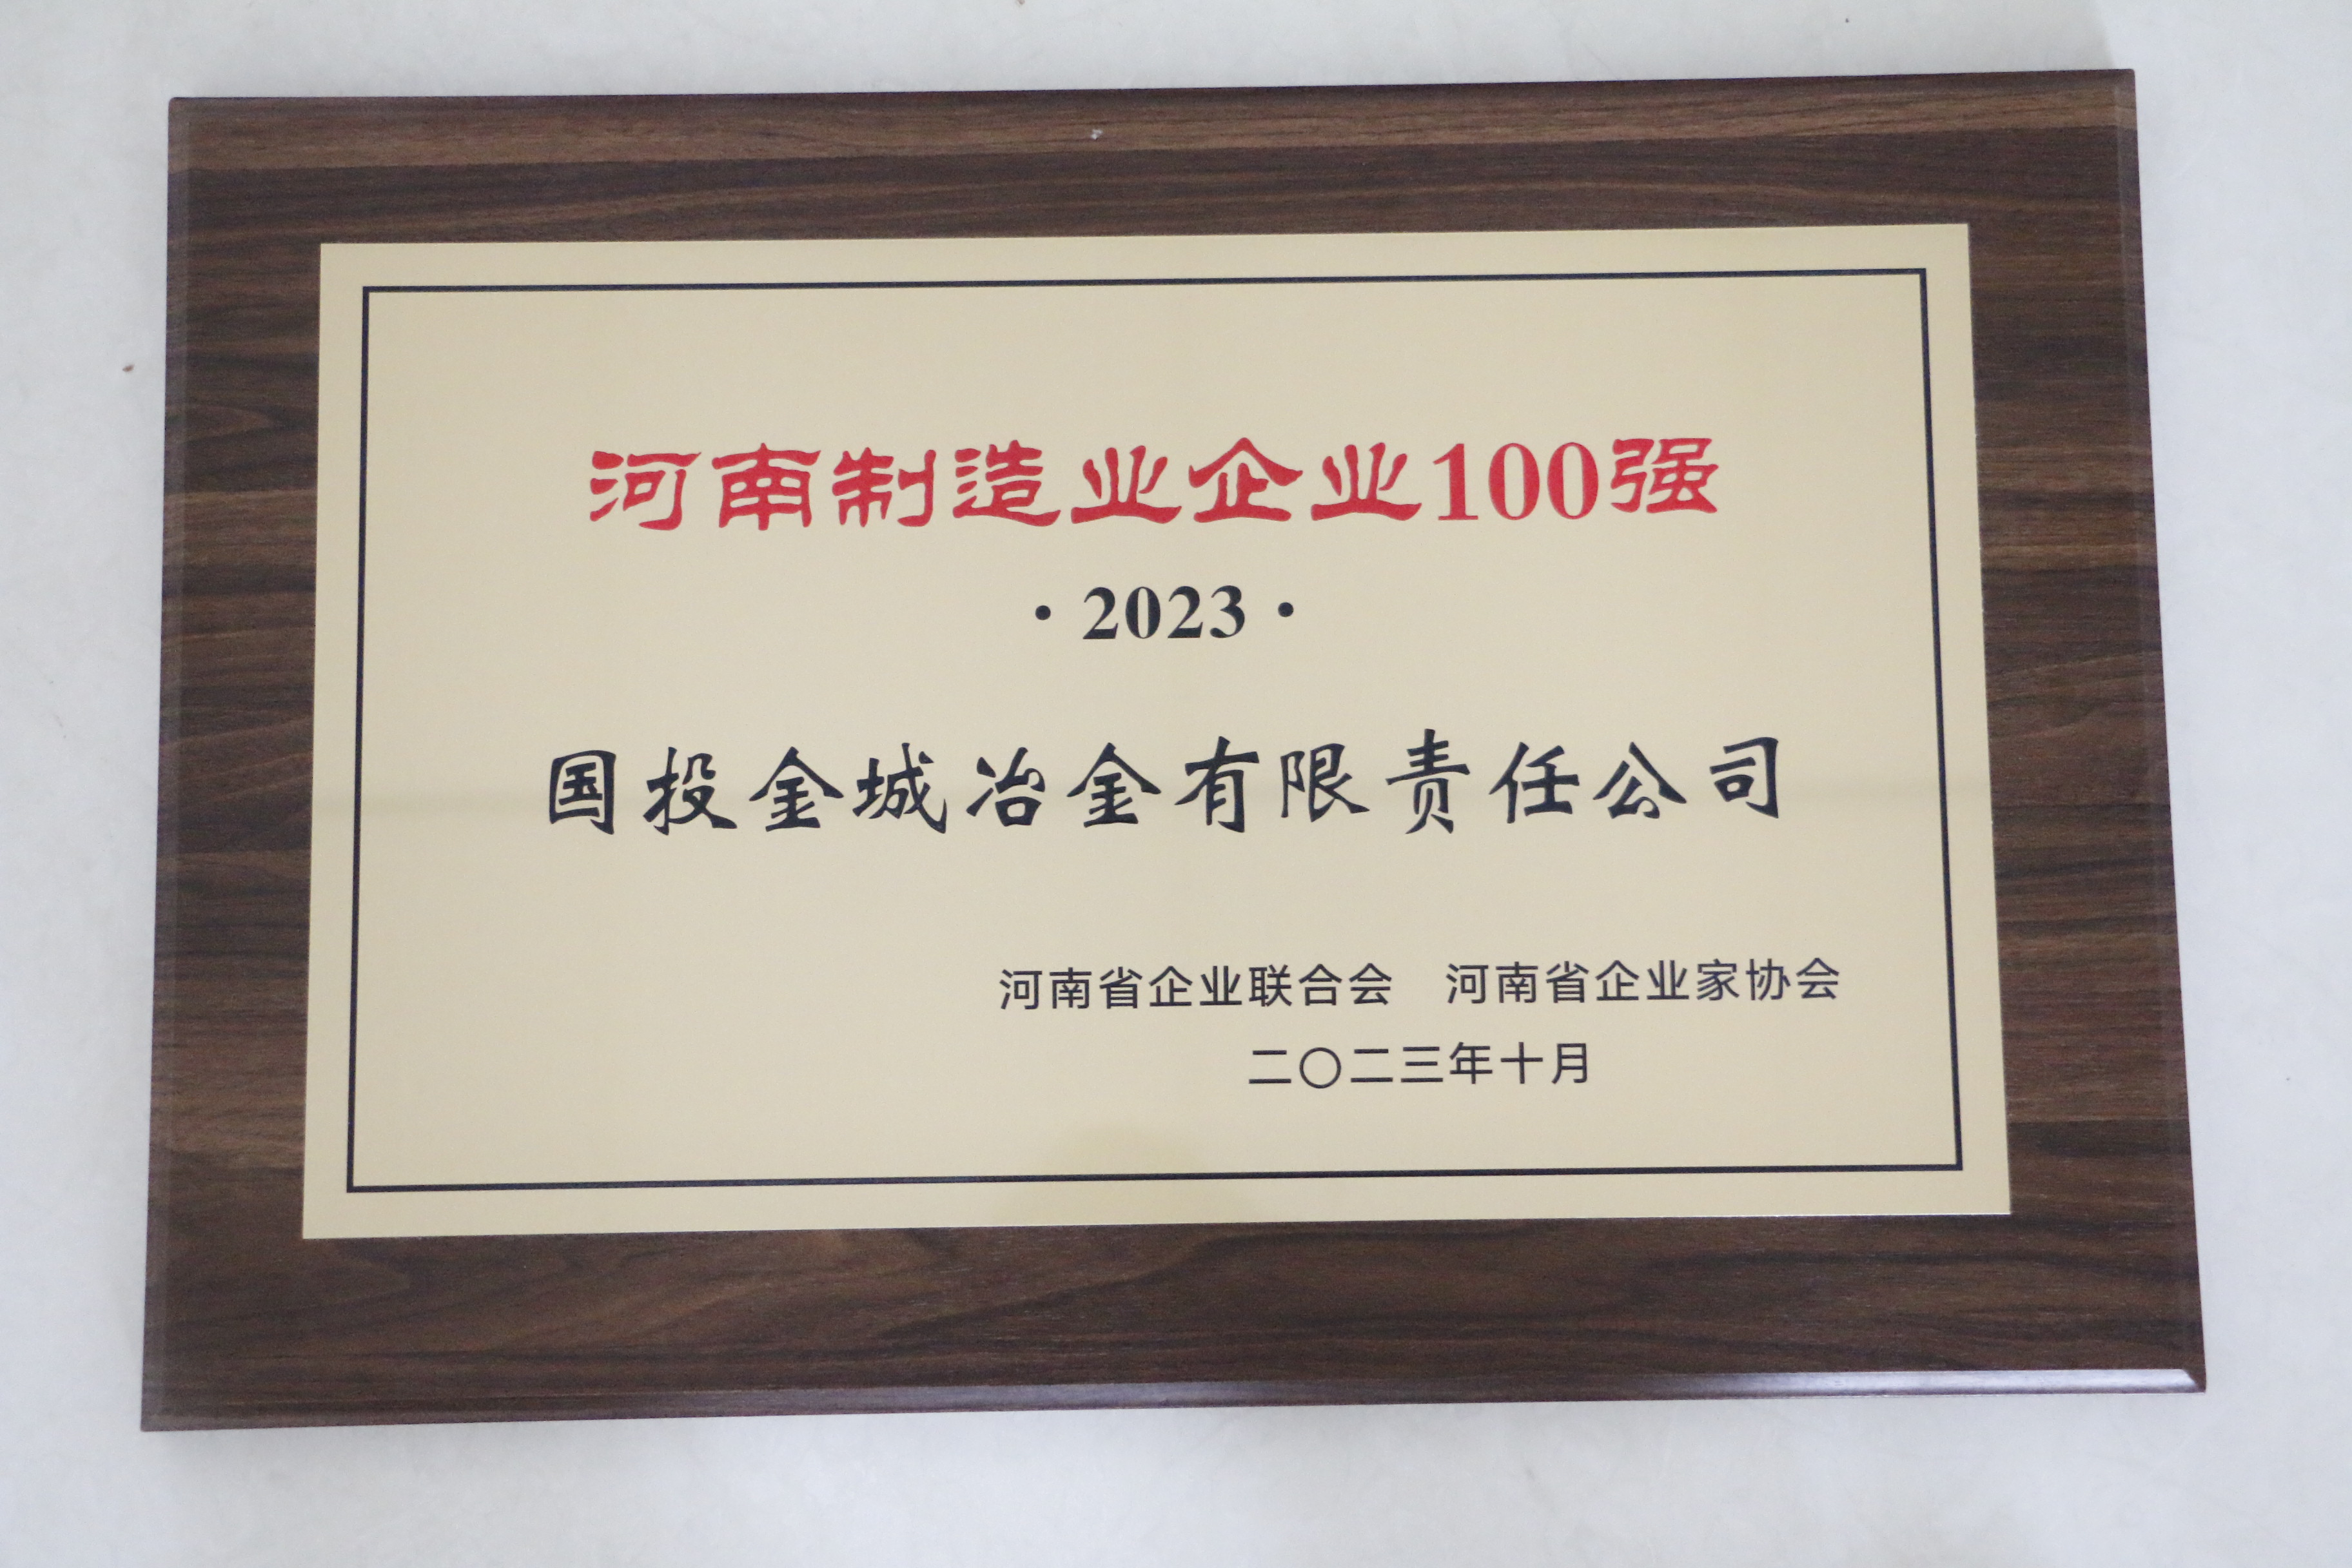 河南制造业企业100强
·2023·
国投金城冶金有限责任公司
河南省企业联合会 河南省企业家协会
二〇二三年十月